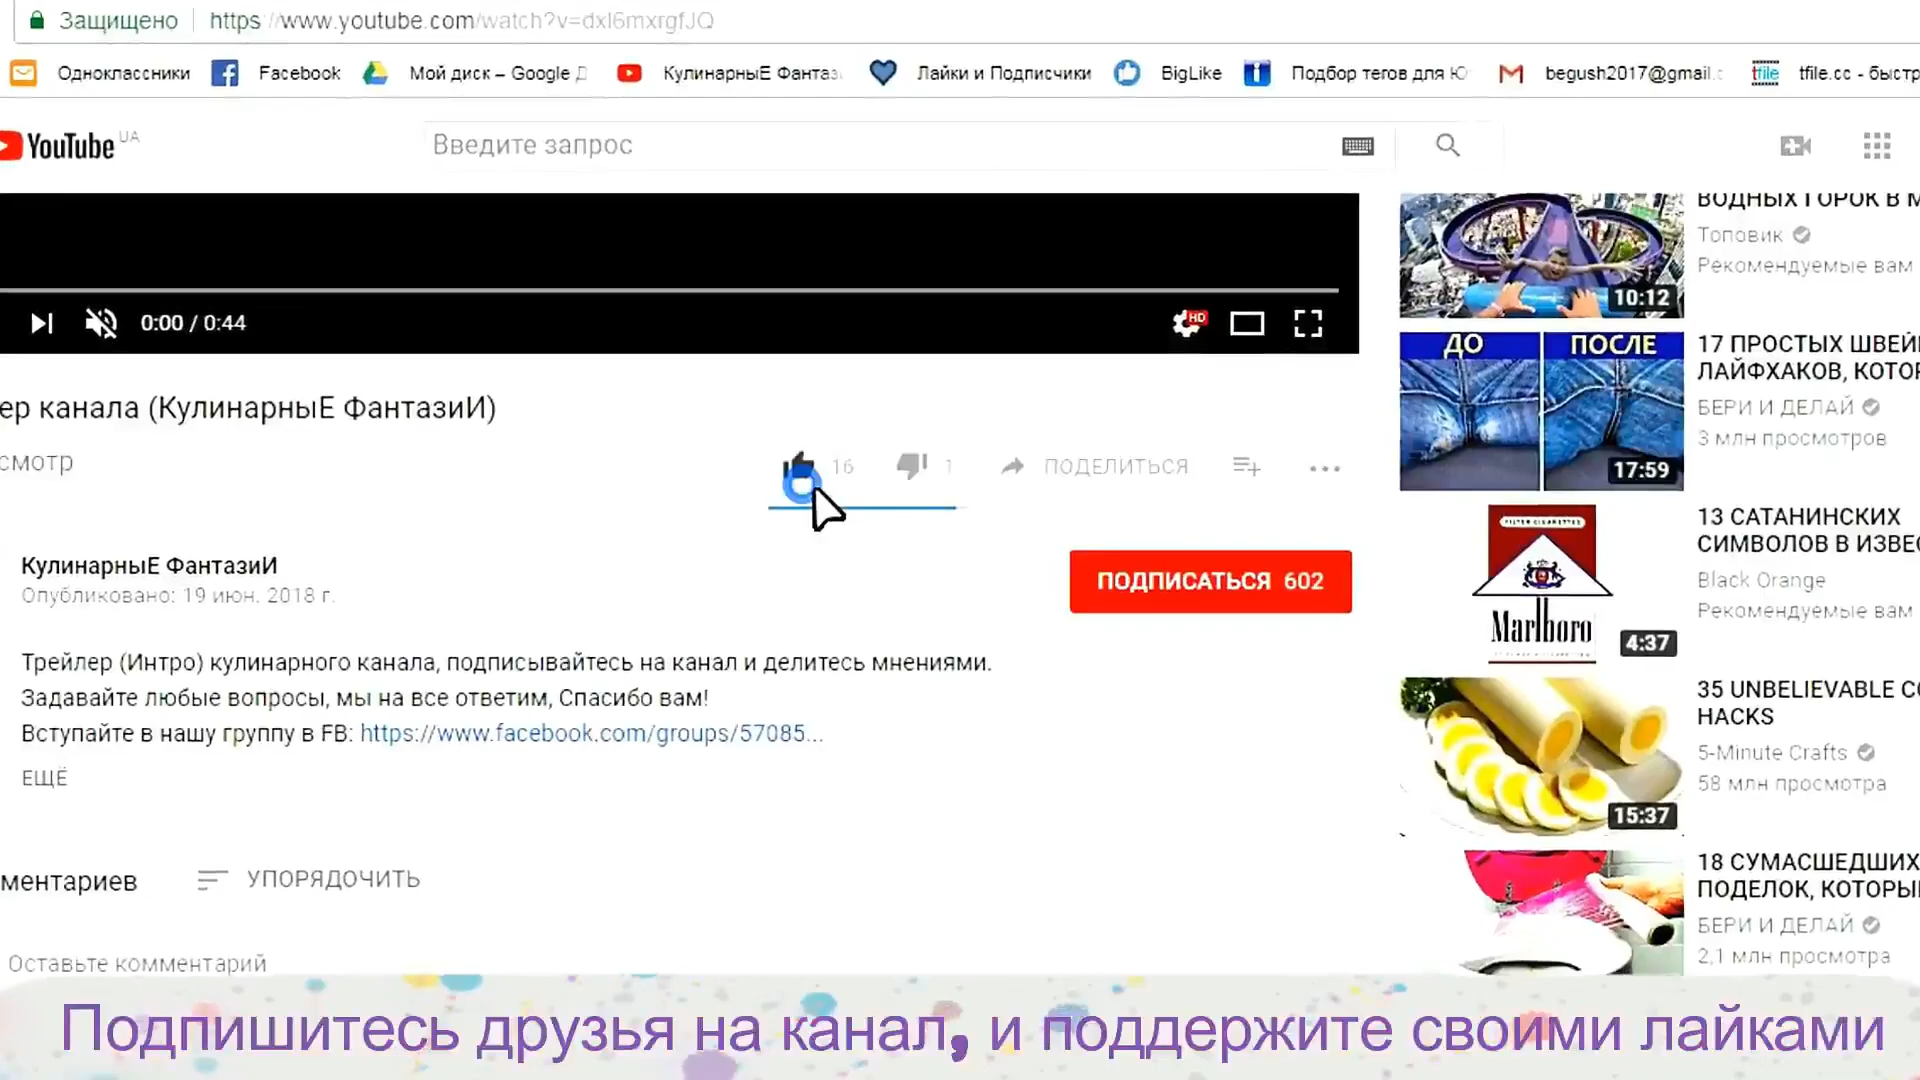 Защищено https://www.youtube.com/watch?v=dxl6mxrgfJQ
Одноклассники Facebook Мой диск – Google КулинарныЕ Фантаз Лайки и Подписчики BigLike Подбор тегов для Ю begush2017@gmail. tfile tfile.cc - быстр
YouTube UA Введите запрос
ВОДНЫХ ГОРОК В М
Топовик
Рекомендуемые вам
10:12
0:00 / 0:44 HD
ДО ПОСЛЕ
17 ПРОСТЫХ ШВЕЙ
ЛАЙФХАКОВ, КОТОР
БЕРИ И ДЕЛАЙ
3 млн просмотров
17:59
ер канала (КулинарныЕ ФантазиИ)
смотр
16 1 ПОДЕЛИТЬСЯ
FILTER CIGARETTES
Marlboro
4:37
13 САТАНИНСКИХ
СИМВОЛОВ В ИЗВЕС
Black Orange
Рекомендуемые вам
КулинарныЕ ФантазиИ
Опубликовано: 19 июн. 2018 г.
ПОДПИСАТЬСЯ 602
Трейлер (Интро) кулинарного канала, подписывайтесь на канал и делитесь мнениями.
Задавайте любые вопросы, мы на все ответим, Спасибо вам!
Вступайте в нашу группу в FB: https://www.facebook.com/groups/57085...
ЕЩЁ
35 UNBELIEVABLE CO
HACKS
5-Minute Crafts
58 млн просмотра
15:37
ментариев УПОРЯДОЧИТЬ
18 СУМАСШЕДШИХ
ПОДЕЛОК, КОТОРЫ
БЕРИ И ДЕЛАЙ
2,1 млн просмотра
Оставьте комментарий
Подпишитесь друзья на канал, и поддержите своими лайками